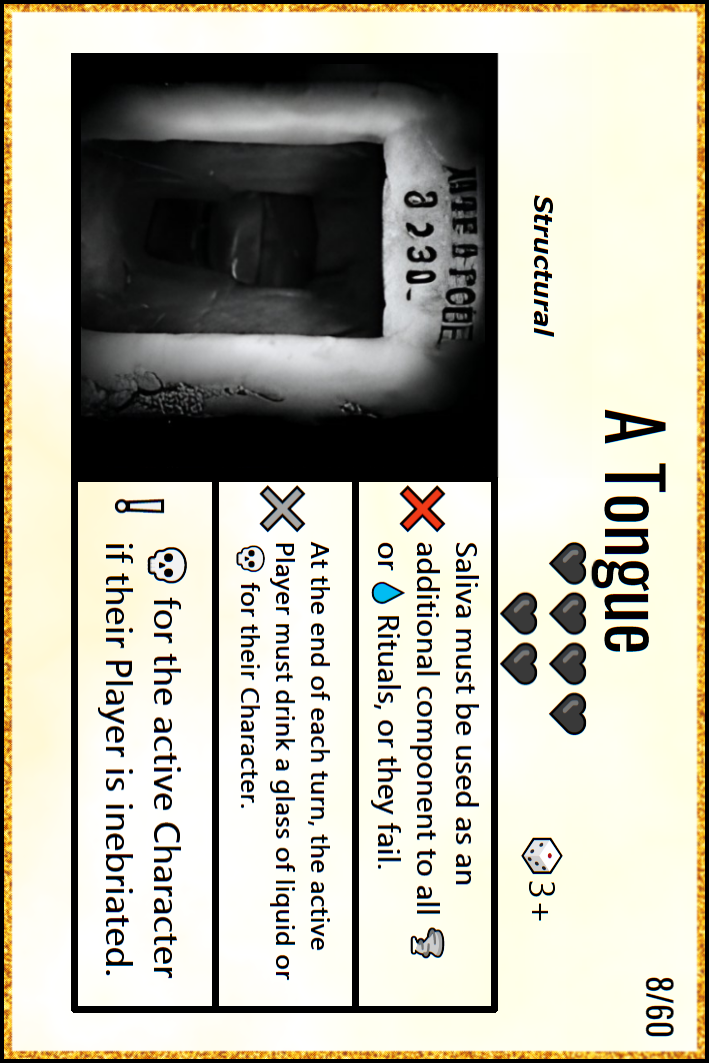 8/60
A Tongue
Structural
3+
8230-
Saliva must be used as an
additional component to all
or Rituals, or they fail.
At the end of each turn, the active
Player must drink a glass of liquid or
for their Character.
for the active Character
if their Player is inebriated.